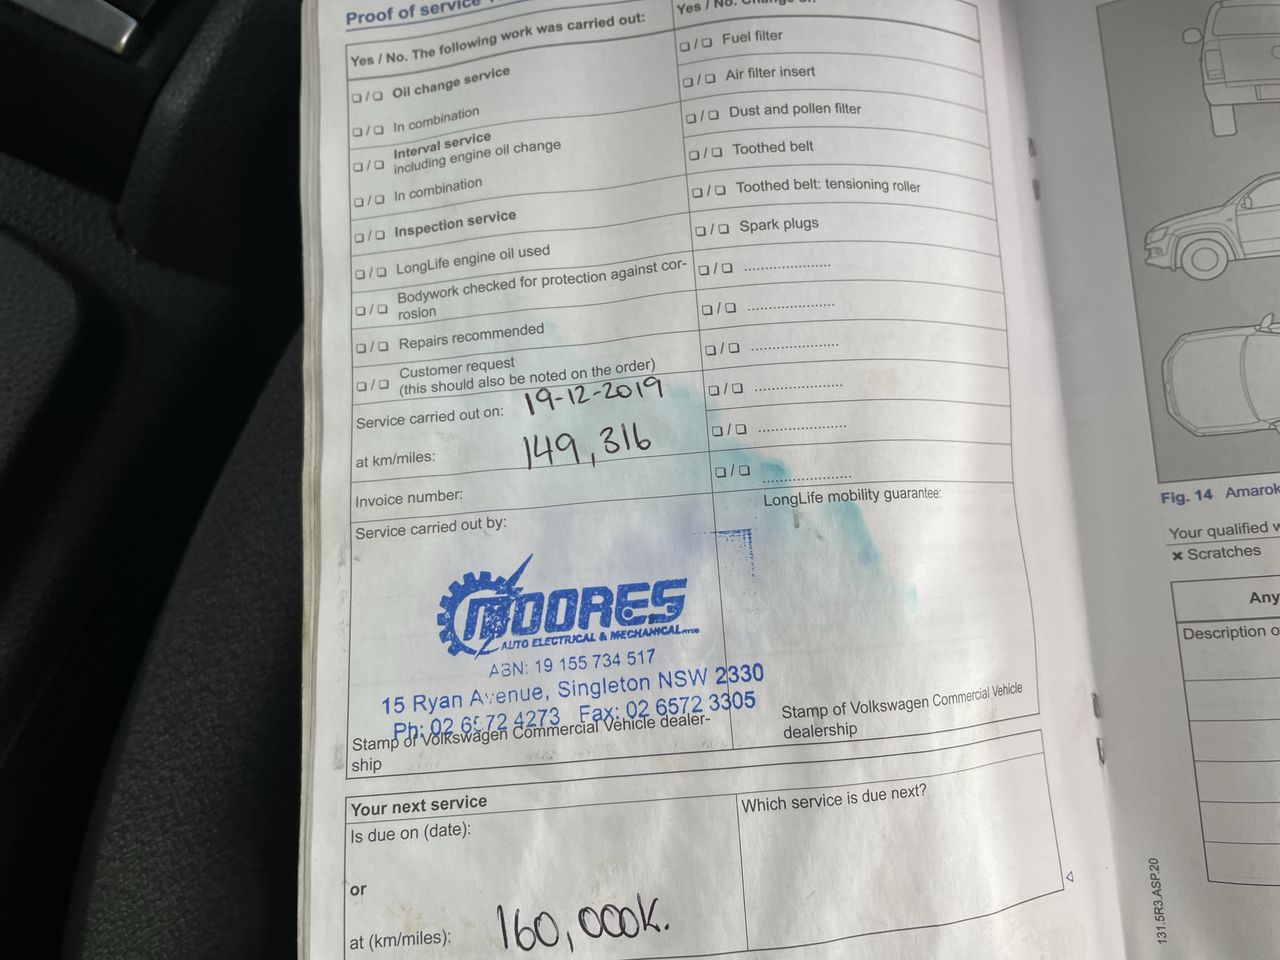 Proof of service
Yes / No. The following work was carried out:
❏ / ❏ Oil change service
❏ / ❏ In combination
❏ / ❏ Interval service
including engine oil change
❏ / ❏ In combination
❏ / ❏ Inspection service
❏ / ❏ LongLife engine oil used
❏ / ❏ Bodywork checked for protection against cor-
rosion
❏ / ❏ Repairs recommended
❏ / ❏ Customer request
(this should also be noted on the order)
Service carried out on: 19-12-2019
at km/miles: 149,316
Invoice number:
Service carried out by:
MOORES
AUTO ELECTRICAL & MECHANICAL
ABN: 19 155 734 517
15 Ryan Avenue, Singleton NSW 2330
Ph: 02 6572 4273 Fax: 02 6572 3305
Stamp of Volkswagen Commercial Vehicle dealer-
ship
Yes / No. Change of:
❏ / ❏ Fuel filter
❏ / ❏ Air filter insert
❏ / ❏ Dust and pollen filter
❏ / ❏ Toothed belt
❏ / ❏ Toothed belt: tensioning roller
❏ / ❏ Spark plugs
❏ / ❏ .....................
❏ / ❏ .....................
❏ / ❏ .....................
❏ / ❏ .....................
❏ / ❏ .....................
❏ / ❏ .....................
LongLife mobility guarantee:
Stamp of Volkswagen Commercial Vehicle
dealership
Your next service
Is due on (date):
or
at (km/miles): 160,000K.
Which service is due next?
Fig. 14 Amarok
Your qualified
× Scratches
Any
Description
131.5R3.ASP.20